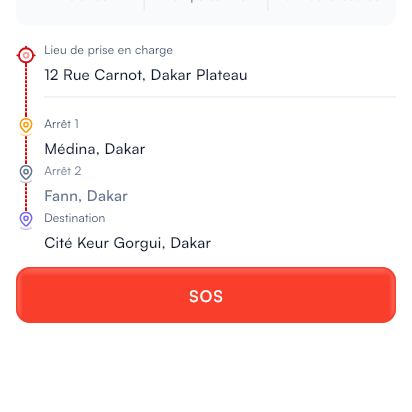 Lieu de prise en charge
12 Rue Carnot, Dakar Plateau
Arrêt 1
Médina, Dakar
Arrêt 2
Fann, Dakar
Destination
Cité Keur Gorgui, Dakar
SOS